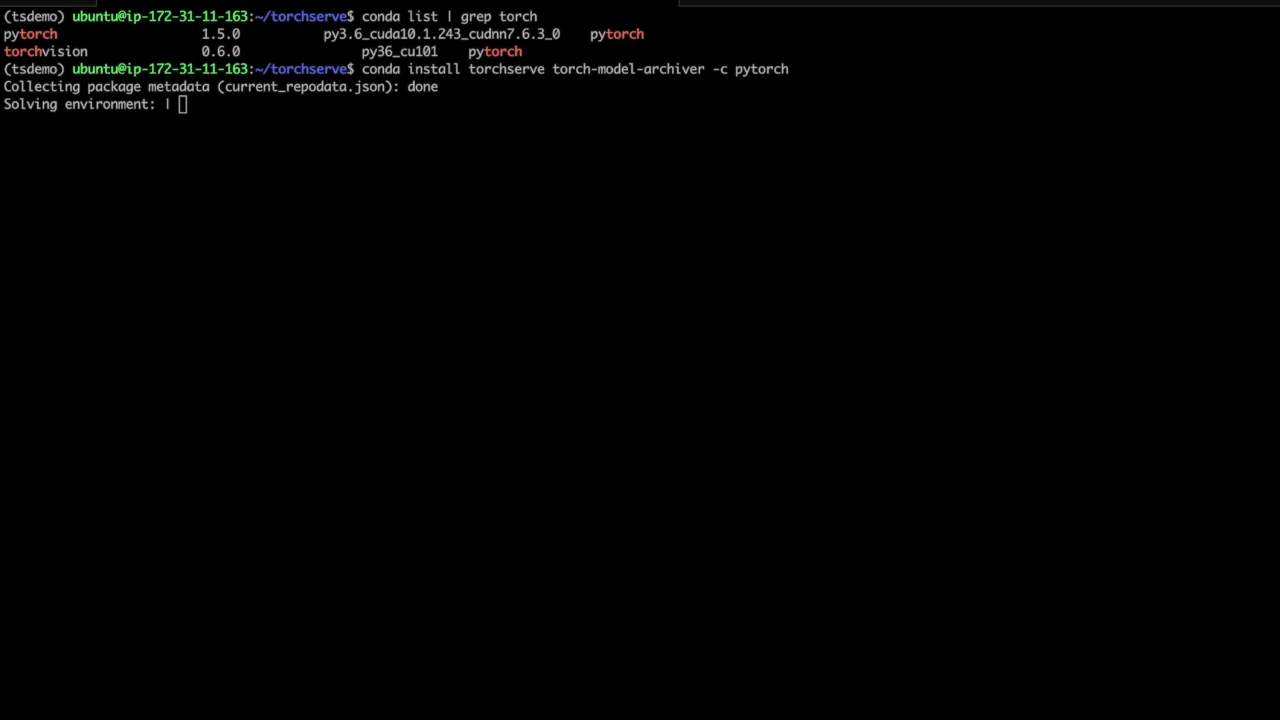 (tsdemo) ubuntu@ip-172-31-11-163:~/torchserve$ conda list | grep torch
pytorch 1.5.0 py3.6_cuda10.1.243_cudnn7.6.3_0 pytorch
torchvision 0.6.0 py36_cu101 pytorch
(tsdemo) ubuntu@ip-172-31-11-163:~/torchserve$ conda install torchserve torch-model-archiver -c pytorch
Collecting package metadata (current_repodata.json): done
Solving environment: |